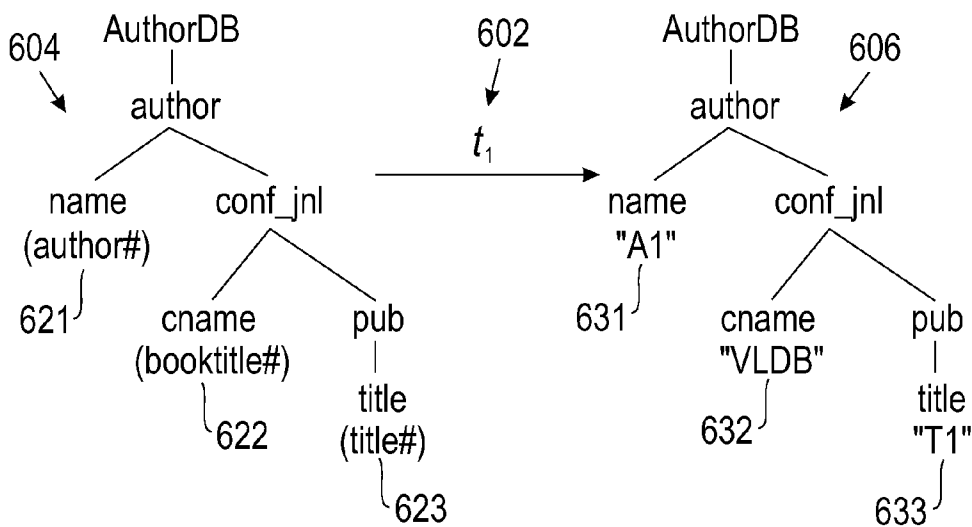 AuthorDB 602 AuthorDB
604 606
author author
t₁
name conf_jnl name conf_jnl
(author#) "A1"
621 cname pub 631 cname pub
(booktitle#) "VLDB"
title title
622 (title#) 632 "T1"
623 633